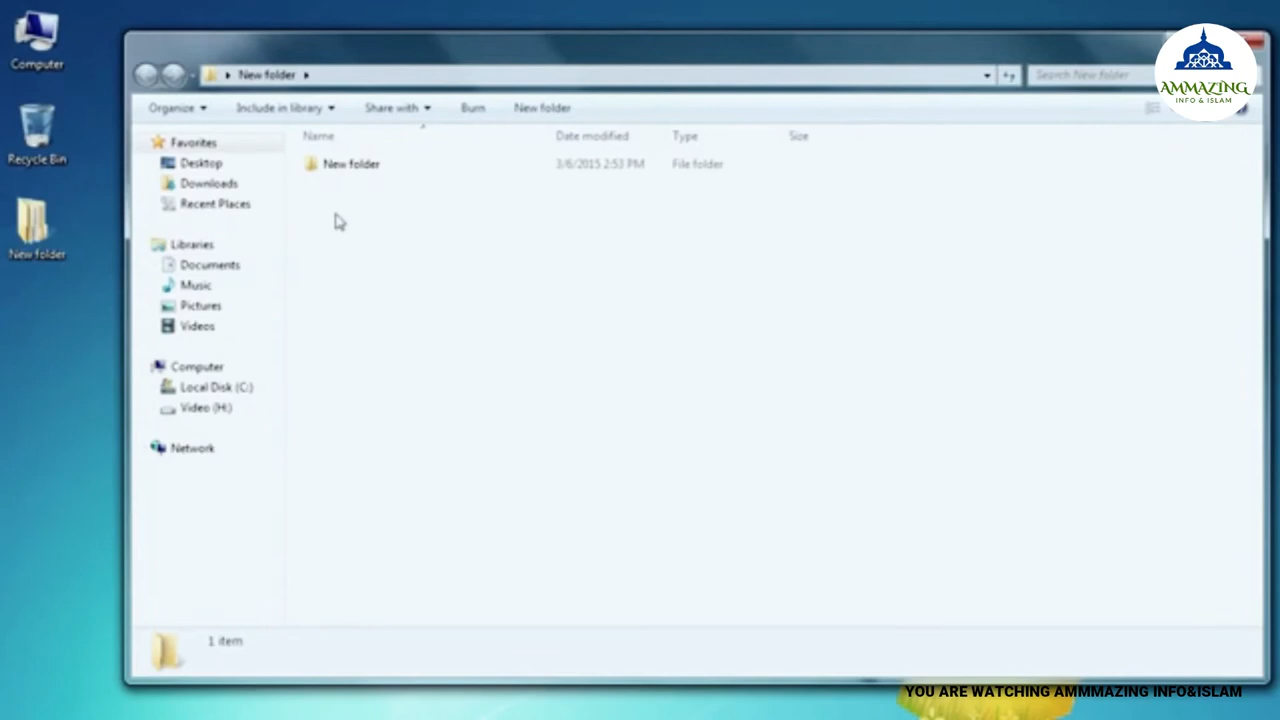 Computer
Recycle Bin
New folder
New folder
Search New folder
AMMAZING
INFO & ISLAM
Organize
Include in library
Share with
Burn
New folder
Name
Date modified
Type
Size
New folder
3/6/2015 2:53 PM
File folder
Favorites
Desktop
Downloads
Recent Places
Libraries
Documents
Music
Pictures
Videos
Computer
Local Disk (C:)
Video (H:)
Network
1 item
YOU ARE WATCHING AMMMAZING INFO&ISLAM